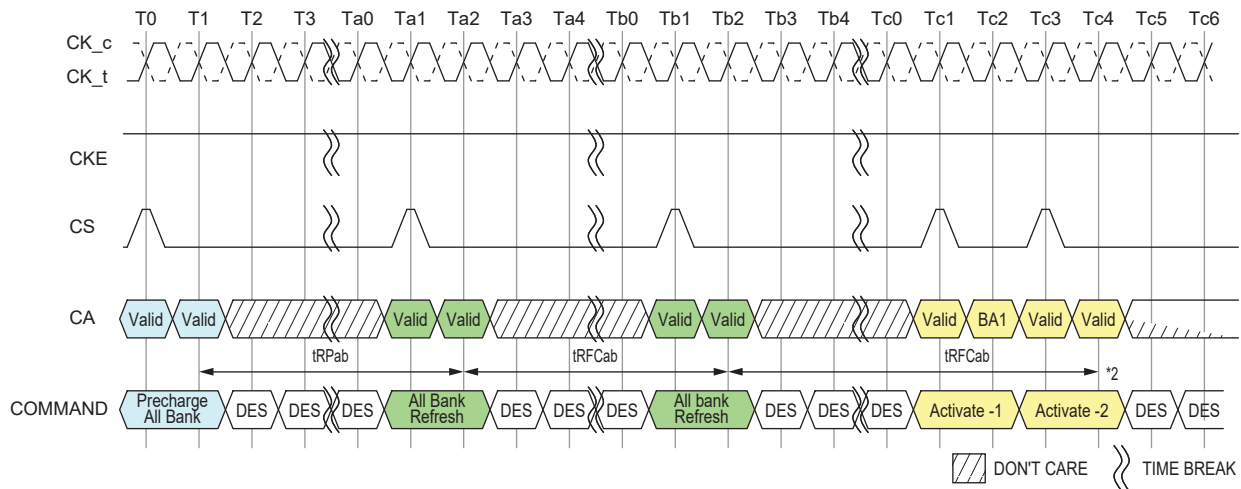 T0 T1 T2 T3 Ta0 Ta1 Ta2 Ta3 Ta4 Tb0 Tb1 Tb2 Tb3 Tb4 Tc0 Tc1 Tc2 Tc3 Tc4 Tc5 Tc6
CK_c
CK_t
CKE
CS
CA Valid Valid Valid Valid Valid Valid Valid BA1 Valid Valid
tRPab tRFCab tRFCab *2
COMMAND Precharge All Bank DES DES DES All Bank Refresh DES DES DES All bank Refresh DES DES DES Activate -1 Activate -2 DES DES
DON'T CARE TIME BREAK